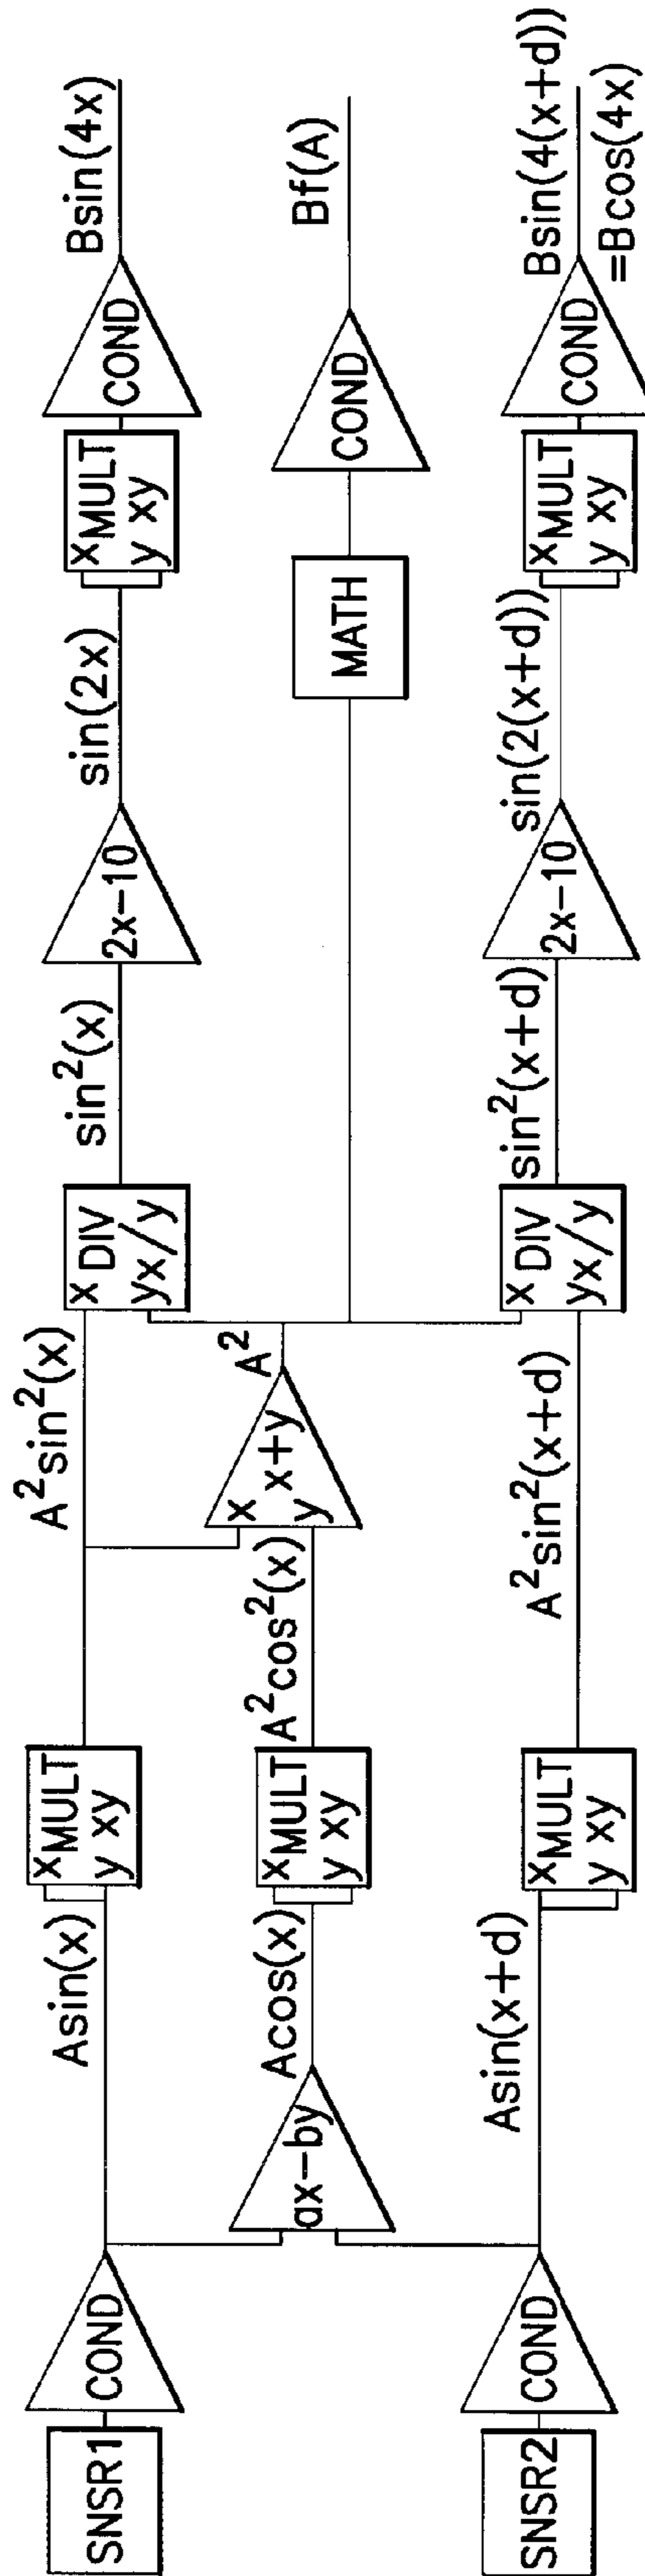 SNSR1
COND
Asin(x)
x MULT
y xy
A²sin²(x)
x DIV
y x/y
sin²(x)
2x-10
sin(2x)
x MULT
y xy
COND
Bsin(4x)
ax-by
Acos(x)
x MULT
y xy
A²cos²(x)
x x+y
y
A²
MATH
COND
Bf(A)
SNSR2
COND
Asin(x+d)
x MULT
y xy
A²sin²(x+d)
x DIV
y x/y
sin²(x+d)
2x-10
sin(2(x+d))
x MULT
y xy
COND
Bsin(4(x+d))
=Bcos(4x)